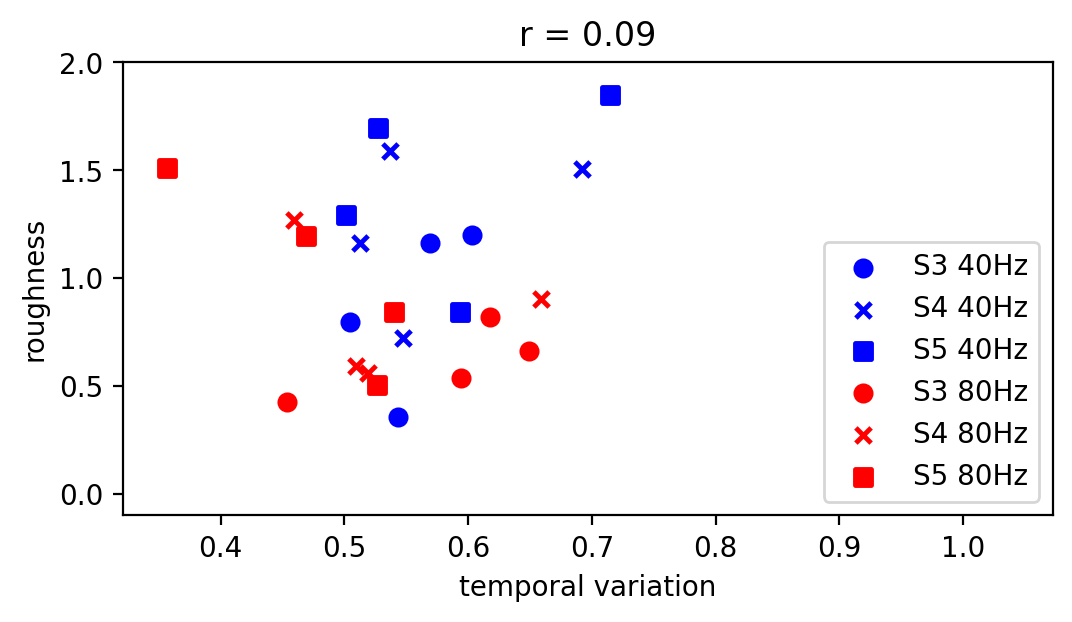 r = 0.09
2.0
1.5
1.0
0.5
0.0
roughness
S3 40Hz
S4 40Hz
S5 40Hz
S3 80Hz
S4 80Hz
S5 80Hz
0.4 0.5 0.6 0.7 0.8 0.9 1.0
temporal variation